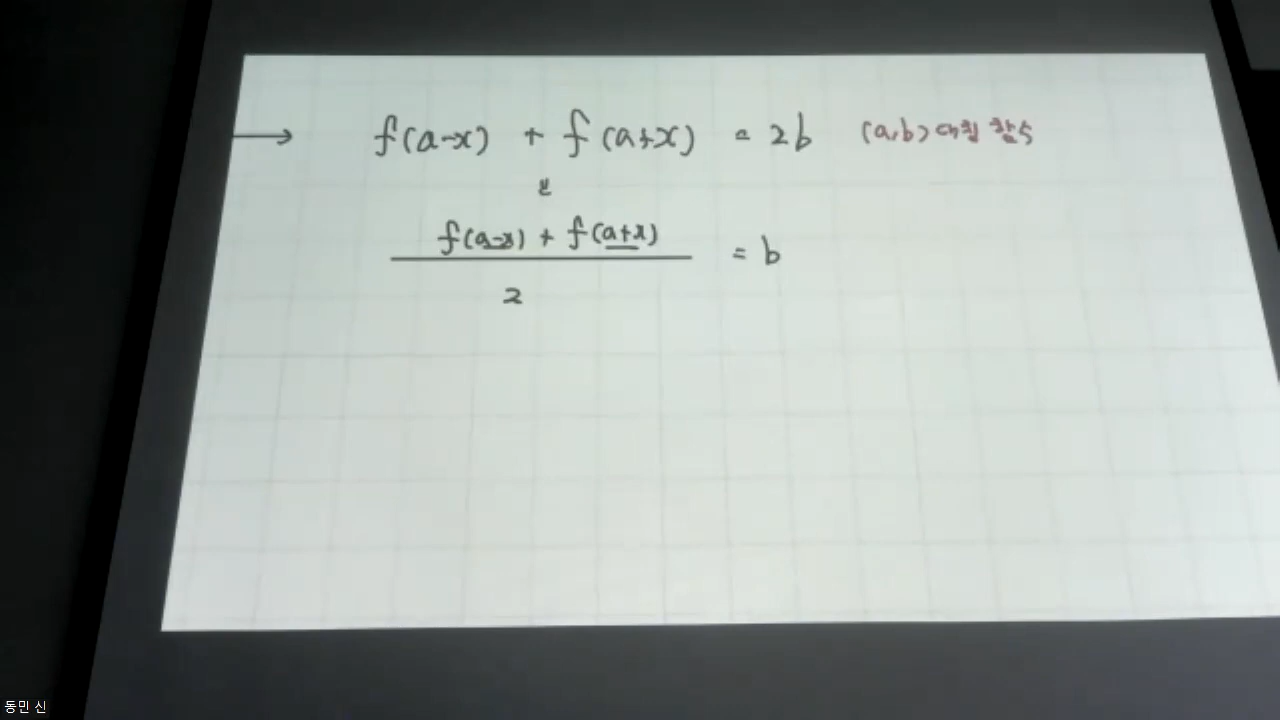 → f(a-x) + f(a+x) = 2b (a,b) 대칭 함수
f(a-x) + f(a+x)
= b
2
동민 신